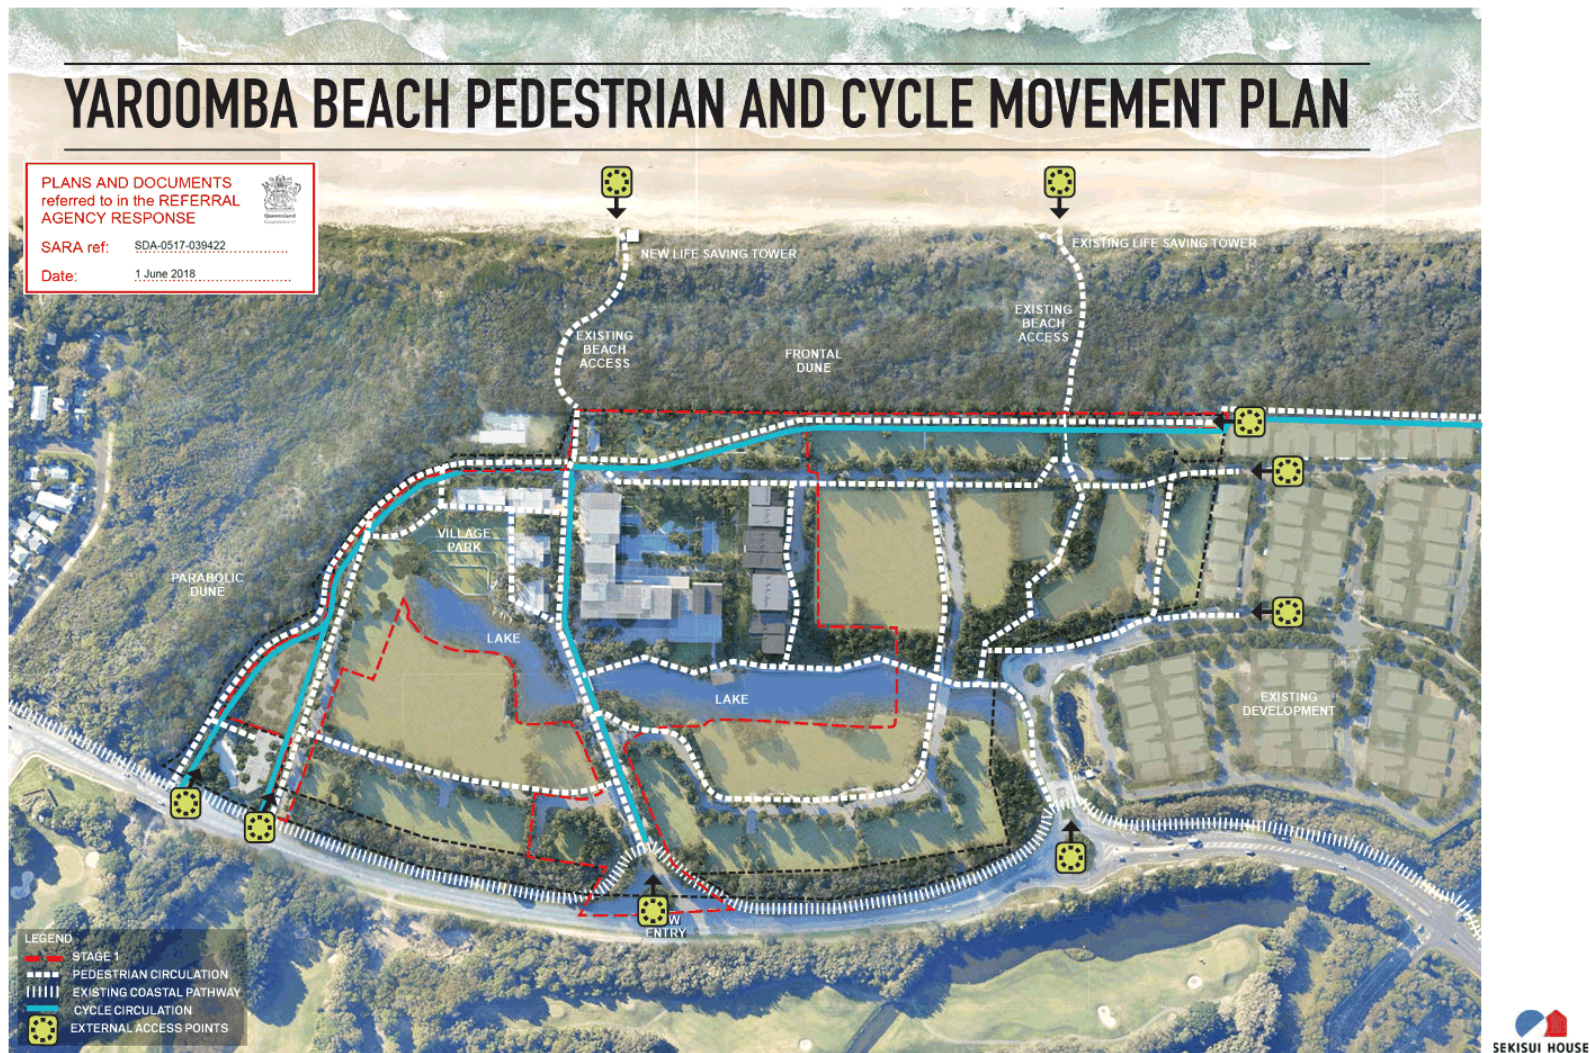 YAROOMBA BEACH PEDESTRIAN AND CYCLE MOVEMENT PLAN
PLANS AND DOCUMENTS
referred to in the REFERRAL
AGENCY RESPONSE
Queensland
Government
SARA ref: SDA-0517-039422
Date: 1 June 2018
NEW LIFE SAVING TOWER
EXISTING LIFE SAVING TOWER
EXISTING
BEACH
ACCESS
EXISTING
BEACH
ACCESS
FRONTAL
DUNE
VILLAGE
PARK
PARABOLIC
DUNE
LAKE
LAKE
EXISTING
DEVELOPMENT
W
ENTRY
LEGEND
STAGE 1
PEDESTRIAN CIRCULATION
EXISTING COASTAL PATHWAY
CYCLE CIRCULATION
EXTERNAL ACCESS POINTS
SEKISUI HOUSE